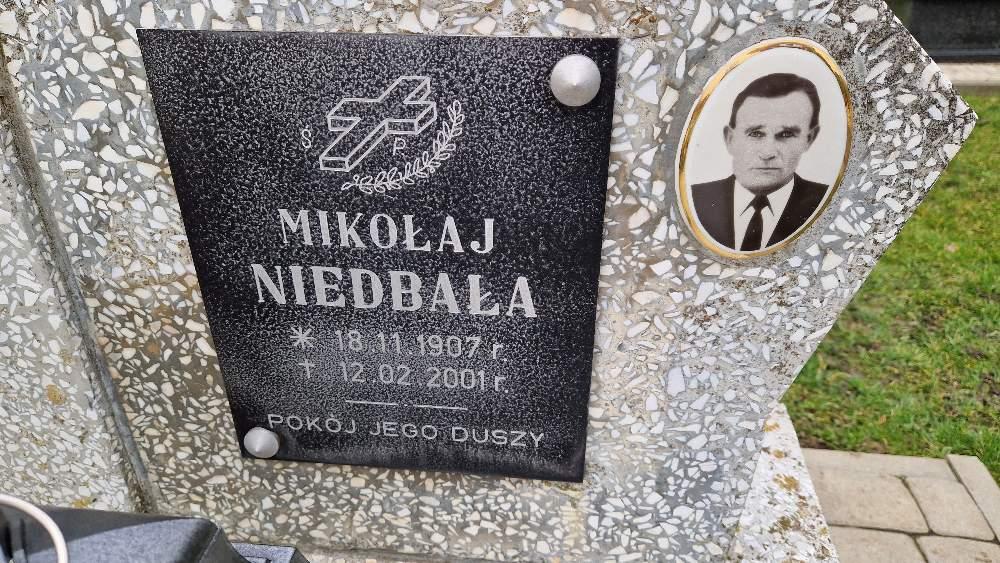 Ś P
MIKOŁAJ
NIEDBAŁA
* 18.11.1907 r.
† 12.02 2001 r.
POKÓJ JEGO DUSZY